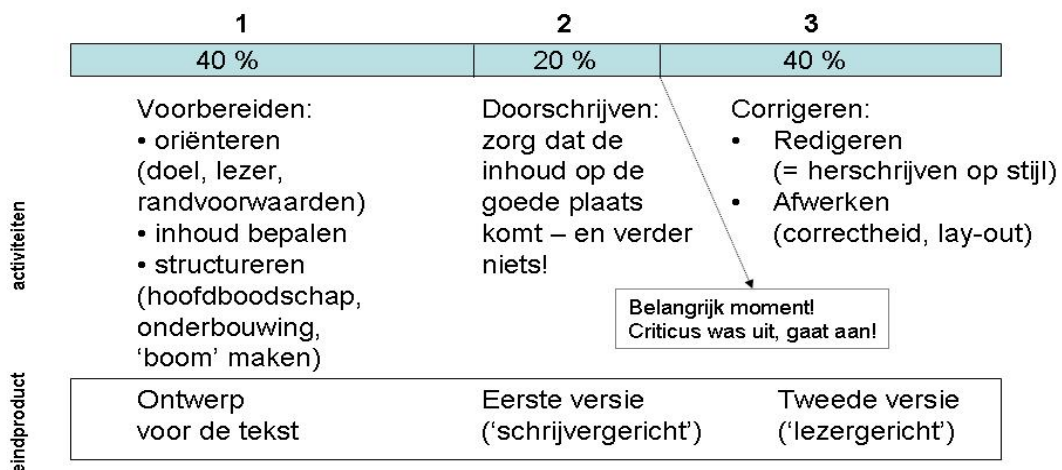 1
2
3
40 %
20 %
40 %
activiteiten
Voorbereiden:
• oriënteren
(doel, lezer,
randvoorwaarden)
• inhoud bepalen
• structureren
(hoofdboodschap,
onderbouwing,
‘boom’ maken)
Doorschrijven:
zorg dat de
inhoud op de
goede plaats
komt – en verder
niets!
Corrigeren:
• Redigeren
(= herschrijven op stijl)
• Afwerken
(correctheid, lay-out)
Belangrijk moment!
Criticus was uit, gaat aan!
eindproduct
Ontwerp
voor de tekst
Eerste versie
(‘schrijvergericht’)
Tweede versie
(‘lezergericht’)